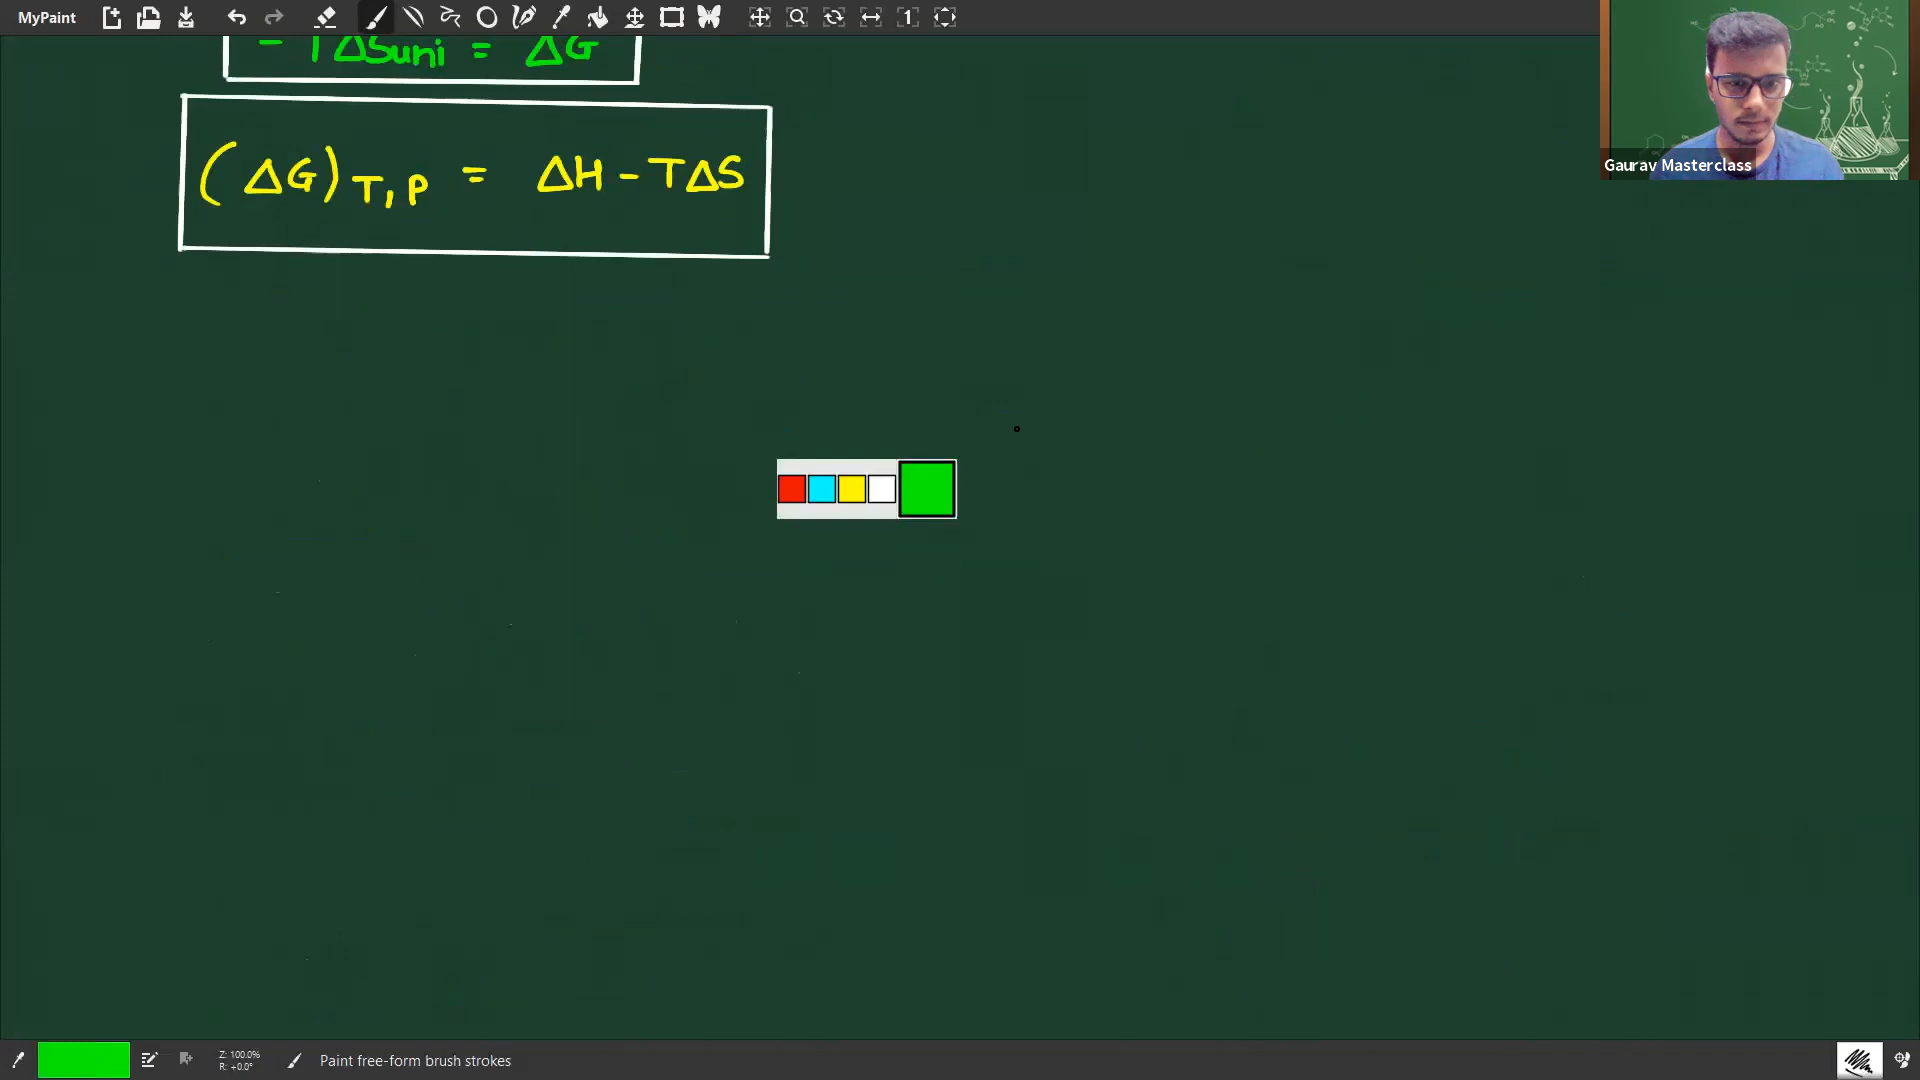 MyPaint
- TΔSuni = ΔG
(ΔG)T,P = ΔH - TΔS
Gaurav Masterclass
Z: 100.0%
R: +0.0°
Paint free-form brush strokes